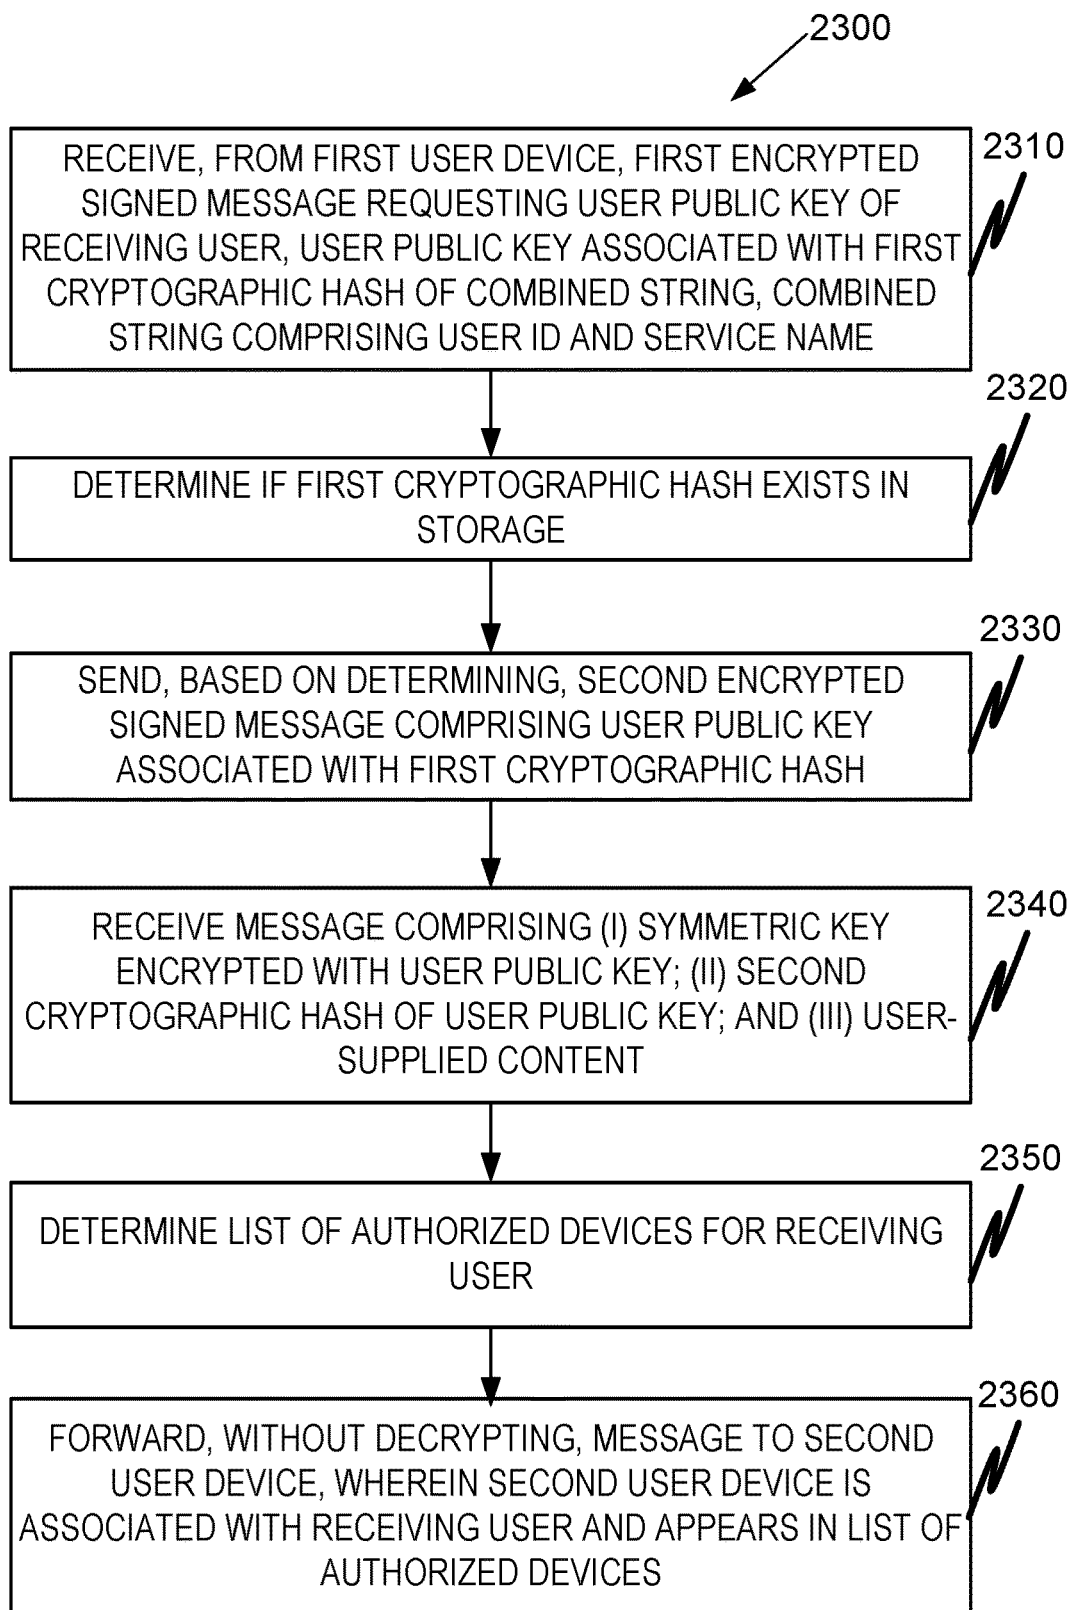 2300
2310
RECEIVE, FROM FIRST USER DEVICE, FIRST ENCRYPTED
SIGNED MESSAGE REQUESTING USER PUBLIC KEY OF
RECEIVING USER, USER PUBLIC KEY ASSOCIATED WITH FIRST
CRYPTOGRAPHIC HASH OF COMBINED STRING, COMBINED
STRING COMPRISING USER ID AND SERVICE NAME
2320
DETERMINE IF FIRST CRYPTOGRAPHIC HASH EXISTS IN
STORAGE
2330
SEND, BASED ON DETERMINING, SECOND ENCRYPTED
SIGNED MESSAGE COMPRISING USER PUBLIC KEY
ASSOCIATED WITH FIRST CRYPTOGRAPHIC HASH
2340
RECEIVE MESSAGE COMPRISING (I) SYMMETRIC KEY
ENCRYPTED WITH USER PUBLIC KEY; (II) SECOND
CRYPTOGRAPHIC HASH OF USER PUBLIC KEY; AND (III) USER-
SUPPLIED CONTENT
2350
DETERMINE LIST OF AUTHORIZED DEVICES FOR RECEIVING
USER
2360
FORWARD, WITHOUT DECRYPTING, MESSAGE TO SECOND
USER DEVICE, WHEREIN SECOND USER DEVICE IS
ASSOCIATED WITH RECEIVING USER AND APPEARS IN LIST OF
AUTHORIZED DEVICES